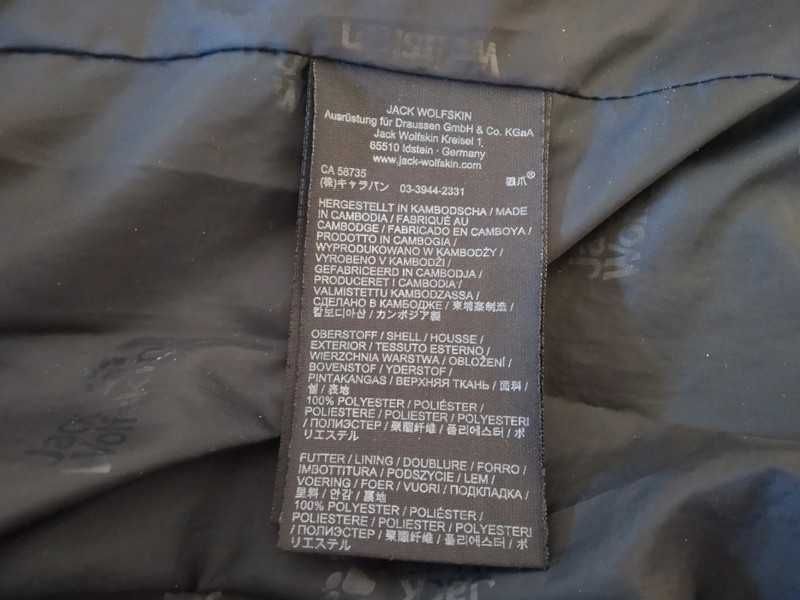 JACK WOLFSKIN
Ausrüstung für Draussen GmbH & Co. KGaA
Jack Wolfskin Kreisel 1,
65510 Idstein · Germany
www.jack-wolfskin.com
CA 58735
狼爪®
(株)キャラバン 03-3944-2331
HERGESTELLT IN KAMBODSCHA / MADE
IN CAMBODIA / FABRIQUÉ AU
CAMBODGE / FABRICADO EN CAMBOYA /
PRODOTTO IN CAMBOGIA /
WYPRODUKOWANO W KAMBODŻY /
VYROBENO V KAMBODŽI /
GEFABRICEERD IN CAMBODJA /
PRODUCERET I CAMBODIA /
VALMISTETTU KAMBODZASSA /
СДЕЛАНО В КАМБОДЖЕ / 柬埔寨制造 /
캄보디아산 / カンボジア製
OBERSTOFF / SHELL / HOUSSE /
EXTERIOR / TESSUTO ESTERNO /
WIERZCHNIA WARSTWA / OBLOŽENÍ /
BOVENSTOF / YDERSTOF /
PINTAKANGAS / ВЕРХНЯЯ ТКАНЬ / 面料 /
쉘 / 表地
100% POLYESTER / POLIÉSTER /
POLIESTERE / POLIESTER / POLYESTERI
/ ПОЛИЭСТЕР / 聚酯纤维 / 폴리에스터 / ポ
リエステル
FUTTER / LINING / DOUBLURE / FORRO /
IMBOTTITURA / PODSZYCIE / LEM /
VOERING / FOER / VUORI / ПОДКЛАДКА /
里料 / 안감 / 裏地
100% POLYESTER / POLIÉSTER /
POLIESTERE / POLIESTER / POLYESTERI
/ ПОЛИЭСТЕР / 聚酯纤维 / 폴리에스터 / ポ
リエステル
Jack
Wolf